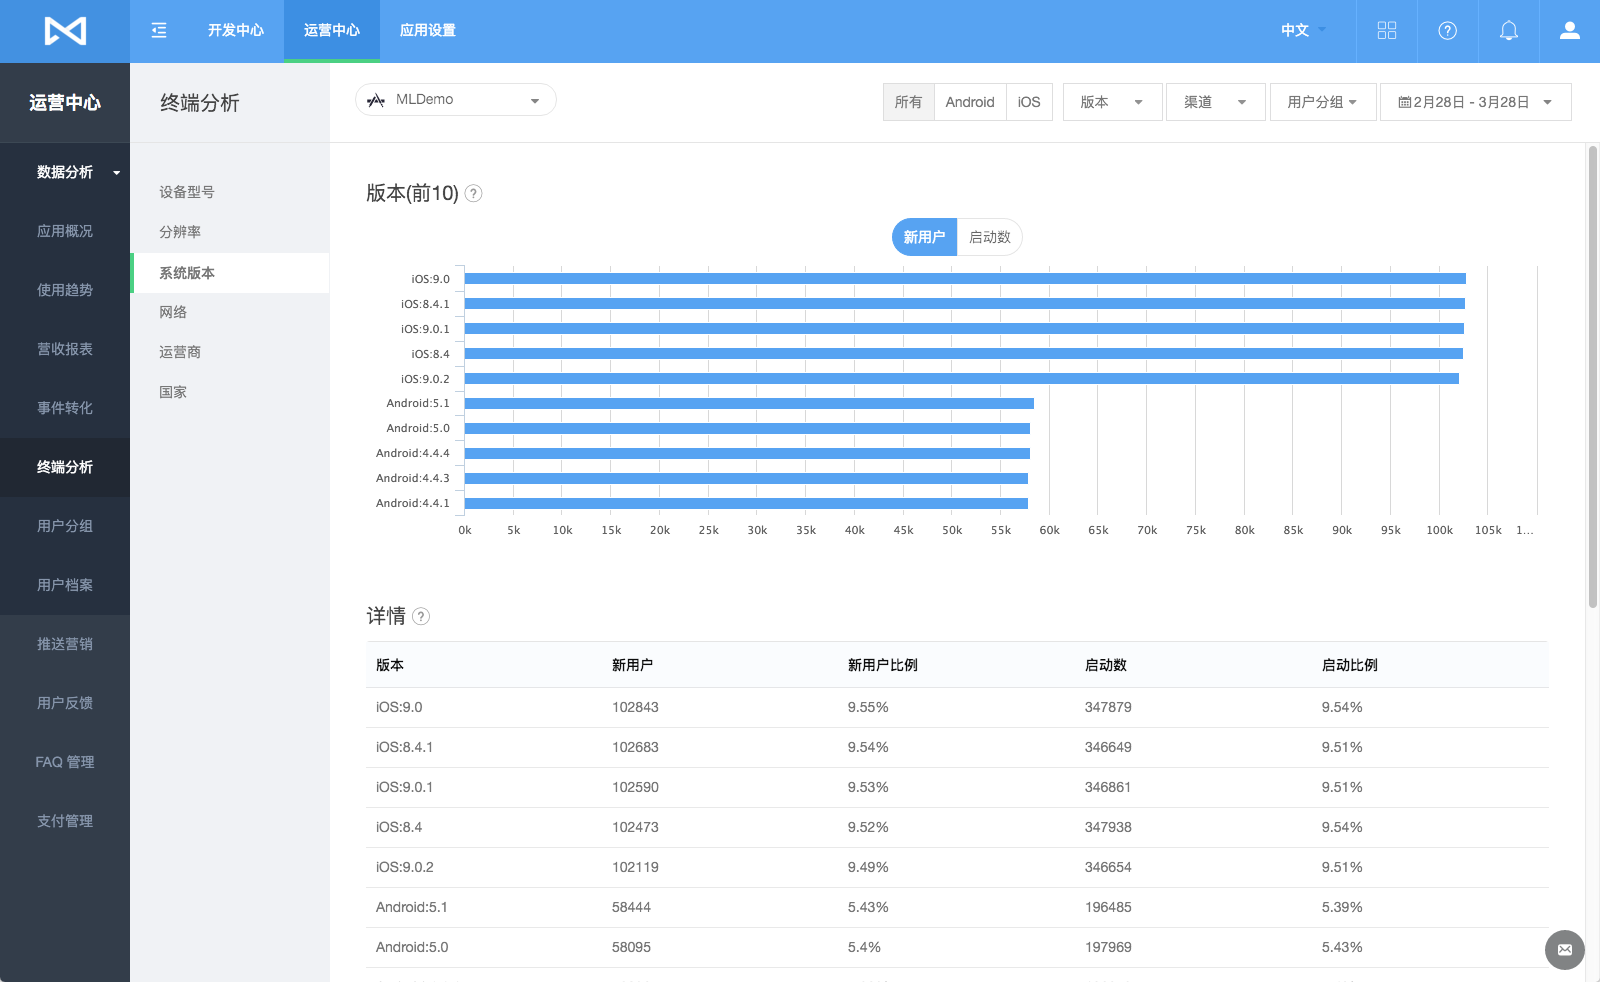 开发中心 运营中心 应用设置 中文
运营中心
数据分析
应用概况
使用趋势
营收报表
事件转化
终端分析
用户分组
用户档案
推送营销
用户反馈
FAQ 管理
支付管理
终端分析
设备型号
分辨率
系统版本
网络
运营商
国家
MLDemo 所有 Android iOS 版本 渠道 用户分组 2月28日 - 3月28日
版本(前10) ?
新用户 启动数
iOS:9.0
iOS:8.4.1
iOS:9.0.1
iOS:8.4
iOS:9.0.2
Android:5.1
Android:5.0
Android:4.4.4
Android:4.4.3
Android:4.4.1
0k 5k 10k 15k 20k 25k 30k 35k 40k 45k 50k 55k 60k 65k 70k 75k 80k 85k 90k 95k 100k 105k 1...
详情 ?
版本 新用户 新用户比例 启动数 启动比例
iOS:9.0 102843 9.55% 347879 9.54%
iOS:8.4.1 102683 9.54% 346649 9.51%
iOS:9.0.1 102590 9.53% 346861 9.51%
iOS:8.4 102473 9.52% 347938 9.54%
iOS:9.0.2 102119 9.49% 346654 9.51%
Android:5.1 58444 5.43% 196485 5.39%
Android:5.0 58095 5.4% 197969 5.43%